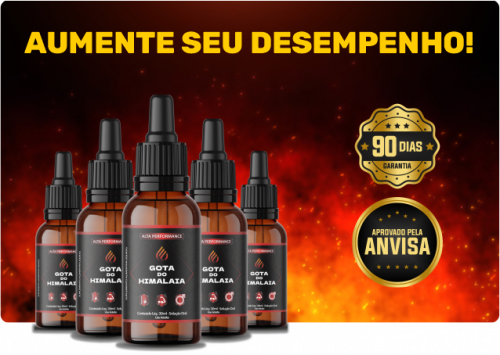 AUMENTE SEU DESEMPENHO!
90 DIAS
GARANTIA
APROVADO PELA
ANVISA
ALTA PERFORMANCE
GOTA
DO
HIMALAIA